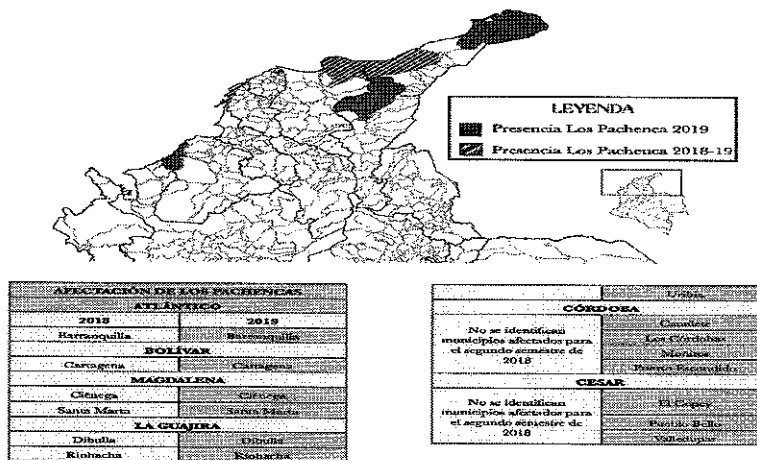 LEYENDA
Presencia Los Pachenca 2019
Presencia Los Pachenca 2018-19
AFECTACIÓN DE LOS PACHENCAS
ATLÁNTICO
2018 2019
Barranquilla Barranquilla
BOLÍVAR
Cartagena Cartagena
MAGDALENA
Ciénega Ciénega
Santa Marta Santa Marta
LA GUAJIRA
Dibulla Dibulla
Riohacha Riohacha
Uribia
CÓRDOBA
No se identifican
municipios afectados para
el segundo semestre de
2018
Canalete
Los Córdobas
Moñitos
Puerto Escondido
CESAR
No se identifican
municipios afectados para
el segundo semestre de
2018
El Copey
Pueblo Bello
Valledupar